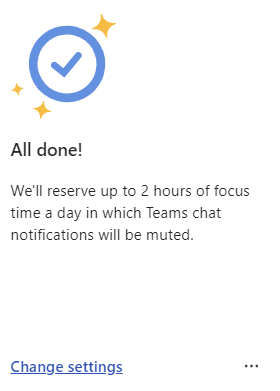 All done!
We'll reserve up to 2 hours of focus
time a day in which Teams chat
notifications will be muted.
Change settings